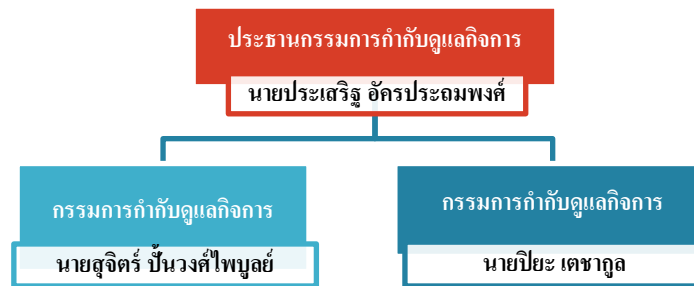 ประธานกรรมการกำกับดูแลกิจการ
นายประเสริฐ อัครประถมพงศ์
กรรมการกำกับดูแลกิจการ
นายสุจิตร์ ปั้นวงศ์ไพบูลย์
กรรมการกำกับดูแลกิจการ
นายปิยะ เตชากูล